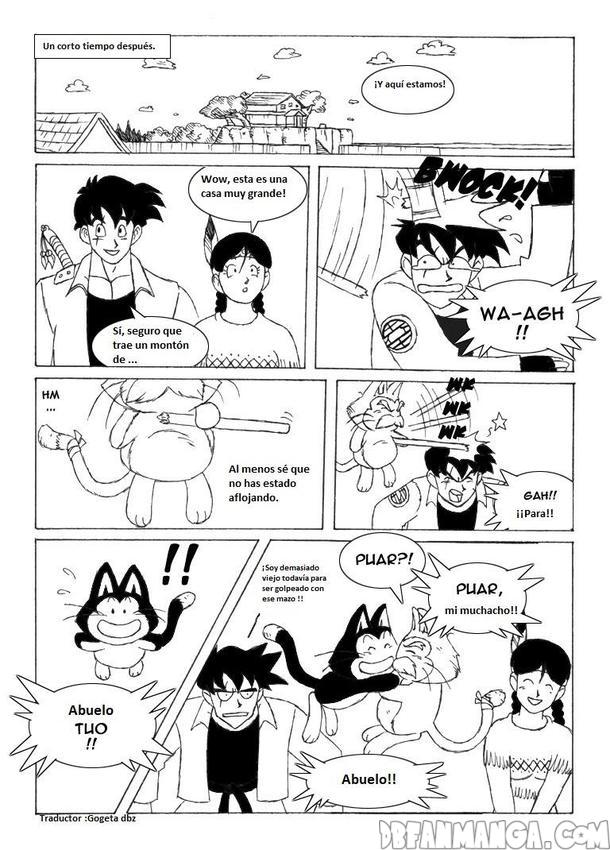 Un corto tiempo después.
¡Y aquí estamos!
Wow, esta es una
casa muy grande!
BWOCK!
Sí, seguro que
trae un montón
de ...
WA-AGH
!!
HM
...
Al menos sé que
no has estado
aflojando.
WK
WK
WK
GAH!!
¡¡Para!!
!!
¡Soy demasiado
viejo todavía para
ser golpeado con
ese mazo !!
PUAR?!
PUAR,
mi muchacho!!
Abuelo
TUO
!!
Abuelo!!
Traductor :Gogeta dbz
DBFANMANGA.COM